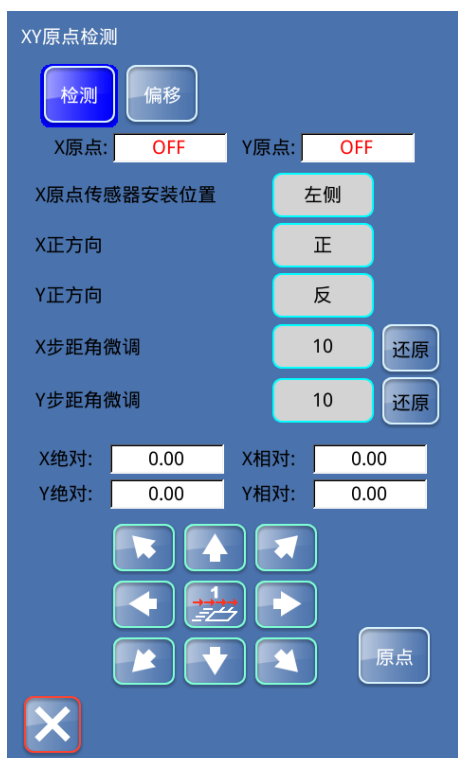 XY原点检测
检测 偏移
X原点: OFF Y原点: OFF
X原点传感器安装位置 左侧
X正方向 正
Y正方向 反
X步距角微调 10 还原
Y步距角微调 10 还原
X绝对: 0.00 X相对: 0.00
Y绝对: 0.00 Y相对: 0.00
1
原点